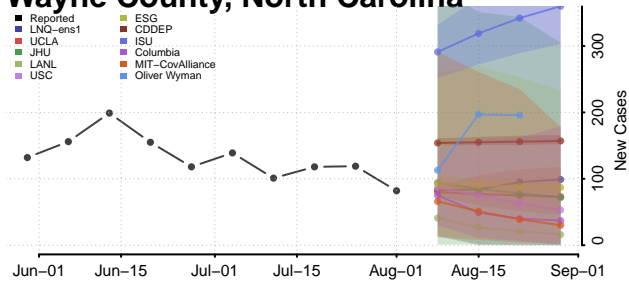 Wayne County, North Carolina
Reported
LNQ−ens1
UCLA
JHU
LANL
USC
ESG
CDDEP
ISU
Columbia
MIT−CovAlliance
Oliver Wyman
0
100
200
300
New Cases
Jun−01
Jun−15
Jul−01
Jul−15
Aug−01
Aug−15
Sep−01